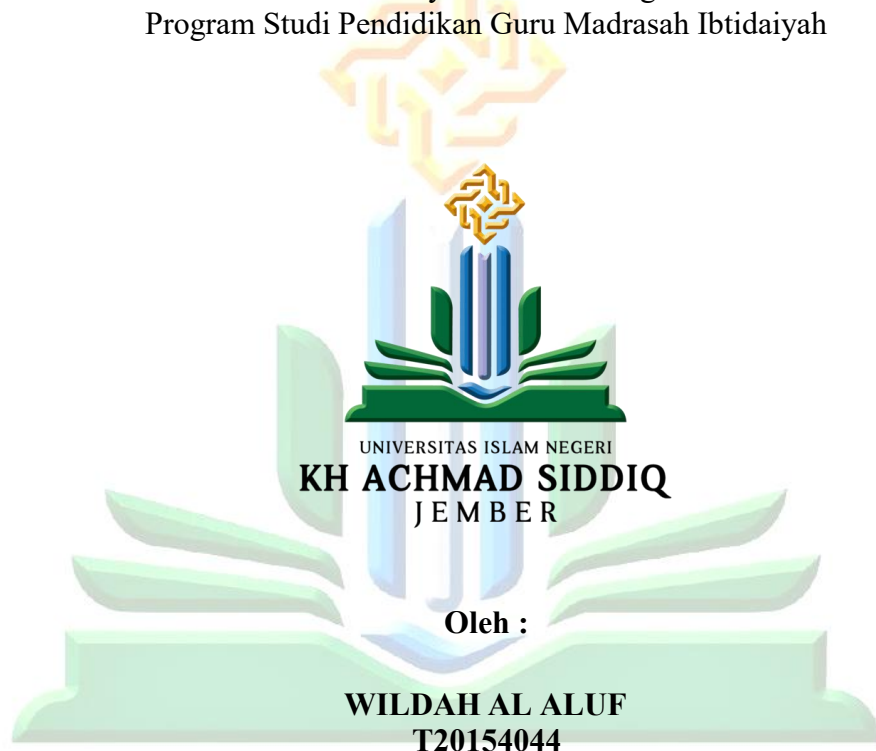 Program Studi Pendidikan Guru Madrasah Ibtidaiyah
UNIVERSITAS ISLAM NEGERI
KH ACHMAD SIDDIQ
JEMBER
Oleh :
WILDAH AL ALUF
T20154044